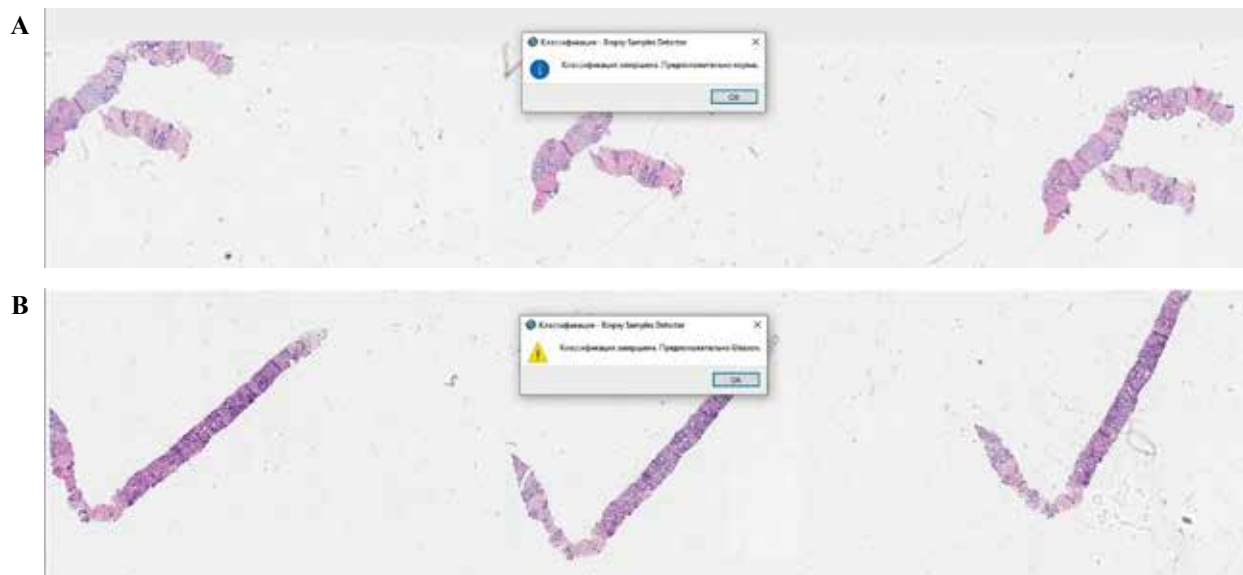 A
Классификация - Biopsy Samples Detector
Классификация завершена. Предположительно норма.
OK
B
Классификация - Biopsy Samples Detector
Классификация завершена. Предположительно Gleason.
OK